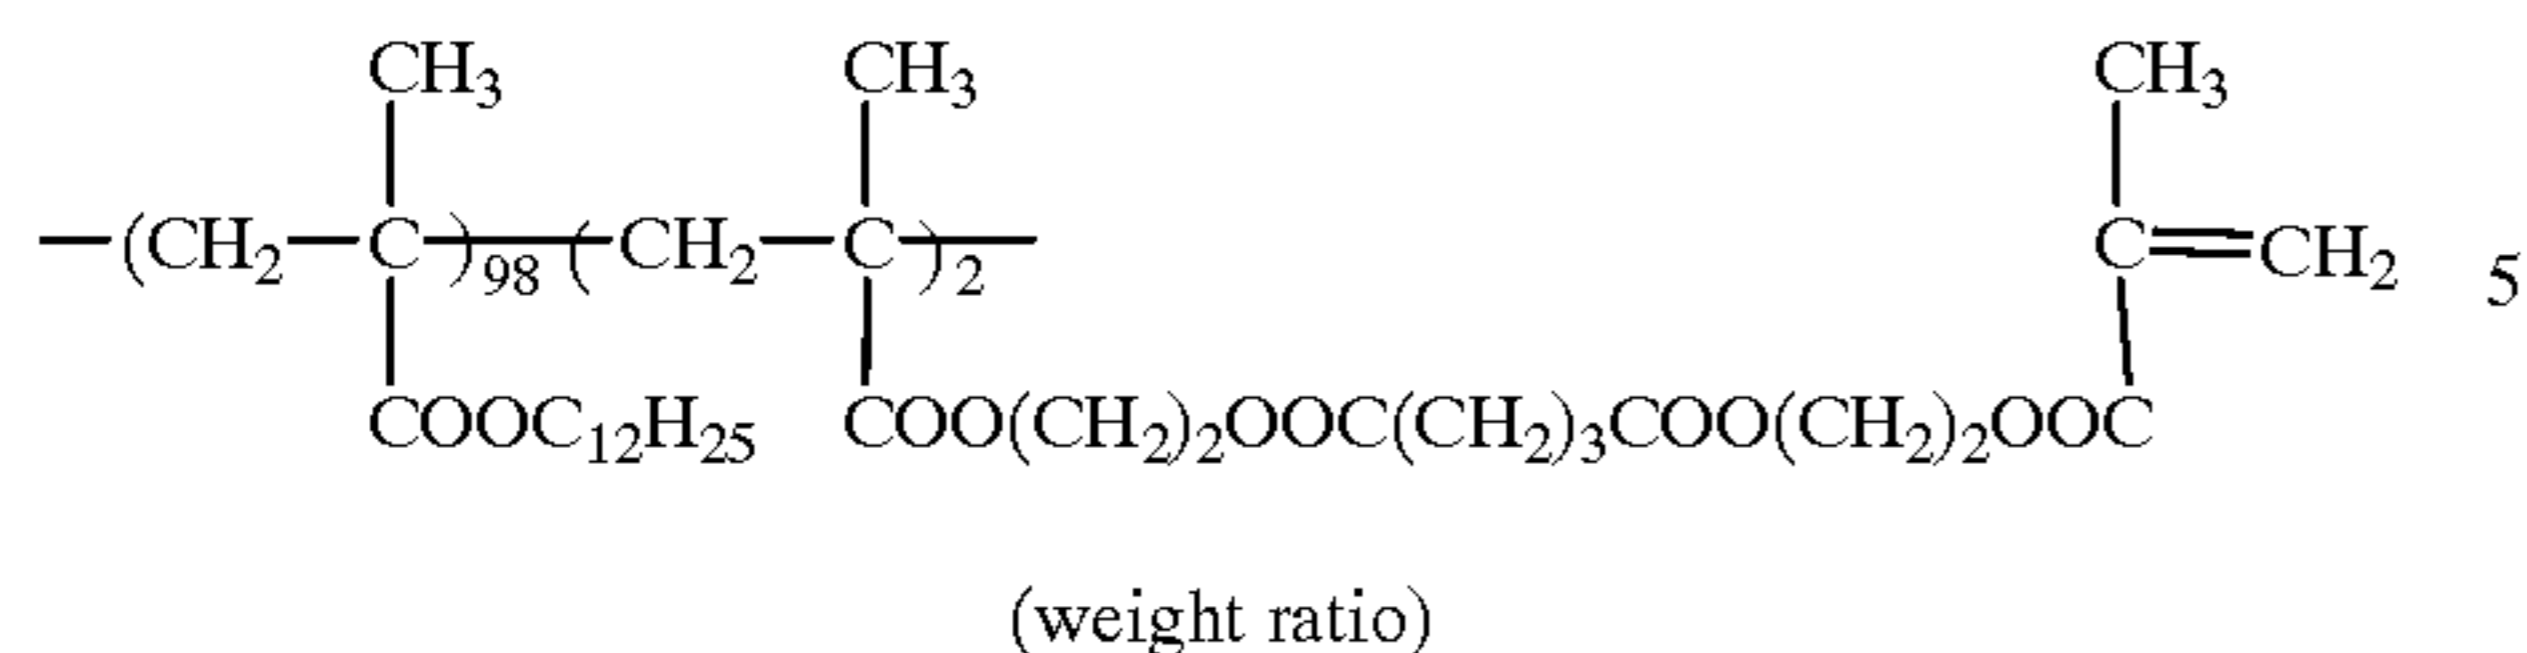 CH₃ CH₃ CH₃
—(CH₂—C)₉₈—(CH₂—C)₂— C=CH₂ 5
COOC₁₂H₂₅ COO(CH₂)₂OOC(CH₂)₃COO(CH₂)₂OOC
(weight ratio)